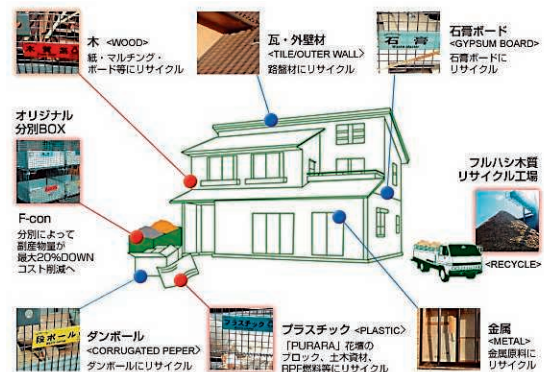 木 <WOOD>
紙・マルチング・
ボード等にリサイクル
瓦・外壁材
<TILE/OUTER WALL>
路盤材にリサイクル
石膏
石膏ボード
<GYPSUM BOARD>
石膏ボードに
リサイクル
オリジナル
分別BOX
F-con
分別によって
副産物量が
最大20%DOWN
コスト削減へ
フルハシ木質
リサイクル工場
<RECYCLE>
段ボール
ダンボール
<CORRUGATED PEPER>
ダンボールにリサイクル
プラスチック
プラスチック <PLASTIC>
「PURARA」花壇の
ブロック、土木資材、
RPF燃料等にリサイクル
金属
<METAL>
金属原料に
リサイクル